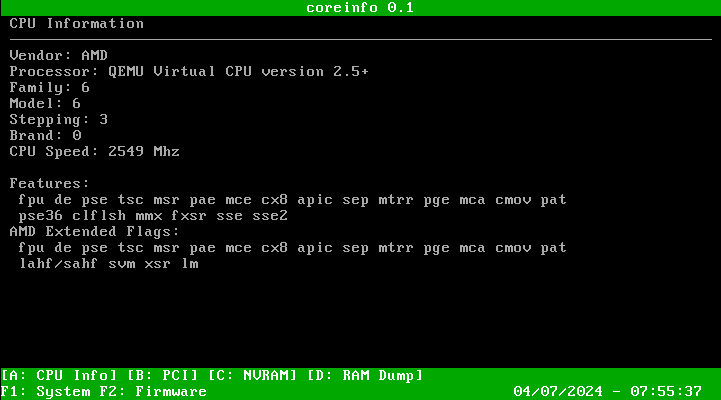 coreinfo 0.1
CPU Information
Vendor: AMD
Processor: QEMU Virtual CPU version 2.5+
Family: 6
Model: 6
Stepping: 3
Brand: 0
CPU Speed: 2549 Mhz
Features:
fpu de pse tsc msr pae mce cx8 apic sep mtrr pge mca cmov pat
pse36 clflsh mmx fxsr sse sse2
AMD Extended Flags:
fpu de pse tsc msr pae mce cx8 apic sep mtrr pge mca cmov pat
lahf/sahf svm xsr lm
[A: CPU Info] [B: PCI] [C: NVRAM] [D: RAM Dump]
F1: System F2: Firmware 04/07/2024 - 07:55:37